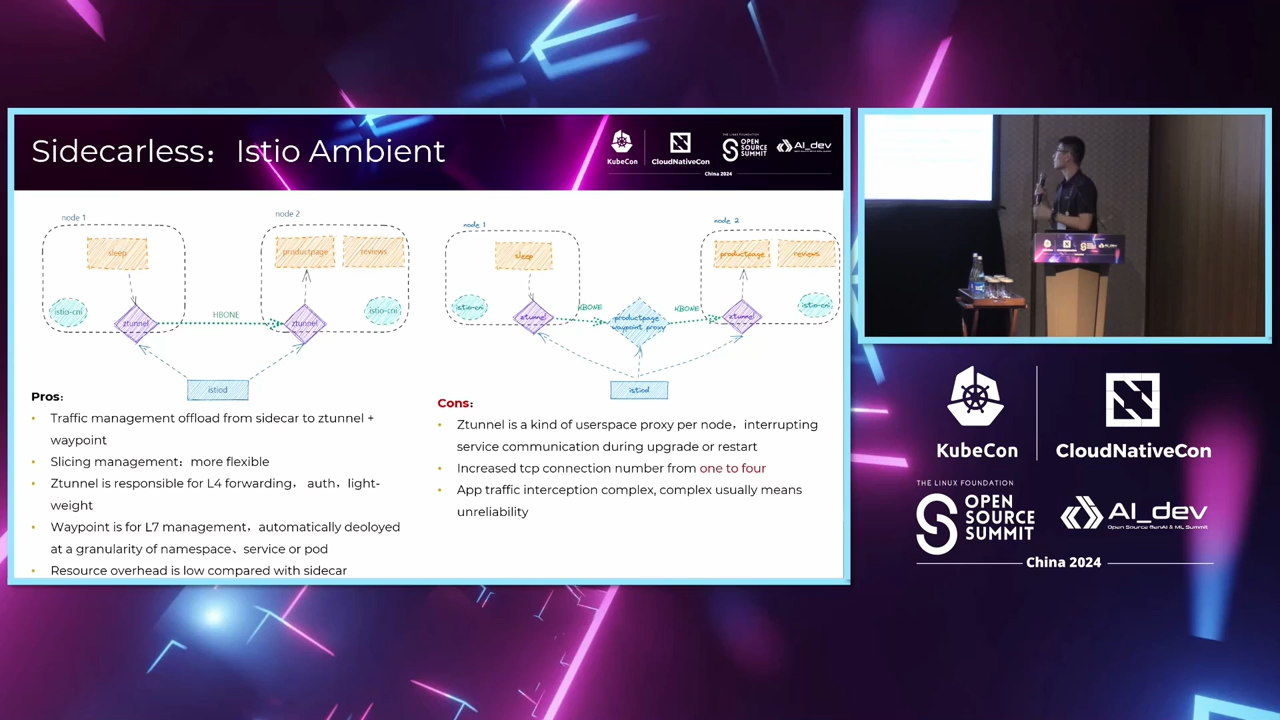 Sidecarless：Istio Ambient
KubeCon
CloudNativeCon
THE LINUX FOUNDATION
OPEN
SOURCE
SUMMIT
AI_dev
China 2024
node 1
sleep
istio-cni
ztunnel
HBONE
node 2
productpage
reviews
ztunnel
istio-cni
istiod
node 1
sleep
istio-cni
ztunnel
HBONE
productpage
waypoint proxy
HBONE
node 2
productpage
reviews
ztunnel
istio-cni
istiod
Pros：
• Traffic management offload from sidecar to ztunnel +
waypoint
• Slicing management：more flexible
• Ztunnel is responsible for L4 forwarding， auth，light-
weight
• Waypoint is for L7 management，automatically deployed
at a granularity of namespace、service or pod
• Resource overhead is low compared with sidecar
Cons：
• Ztunnel is a kind of userspace proxy per node，interrupting
service communication during upgrade or restart
• Increased tcp connection number from one to four
• App traffic interception complex, complex usually means
unreliability
KubeCon
CloudNativeCon
THE LINUX FOUNDATION
OPEN
SOURCE
SUMMIT
AI_dev
Open Source GenAI & ML Summit
China 2024